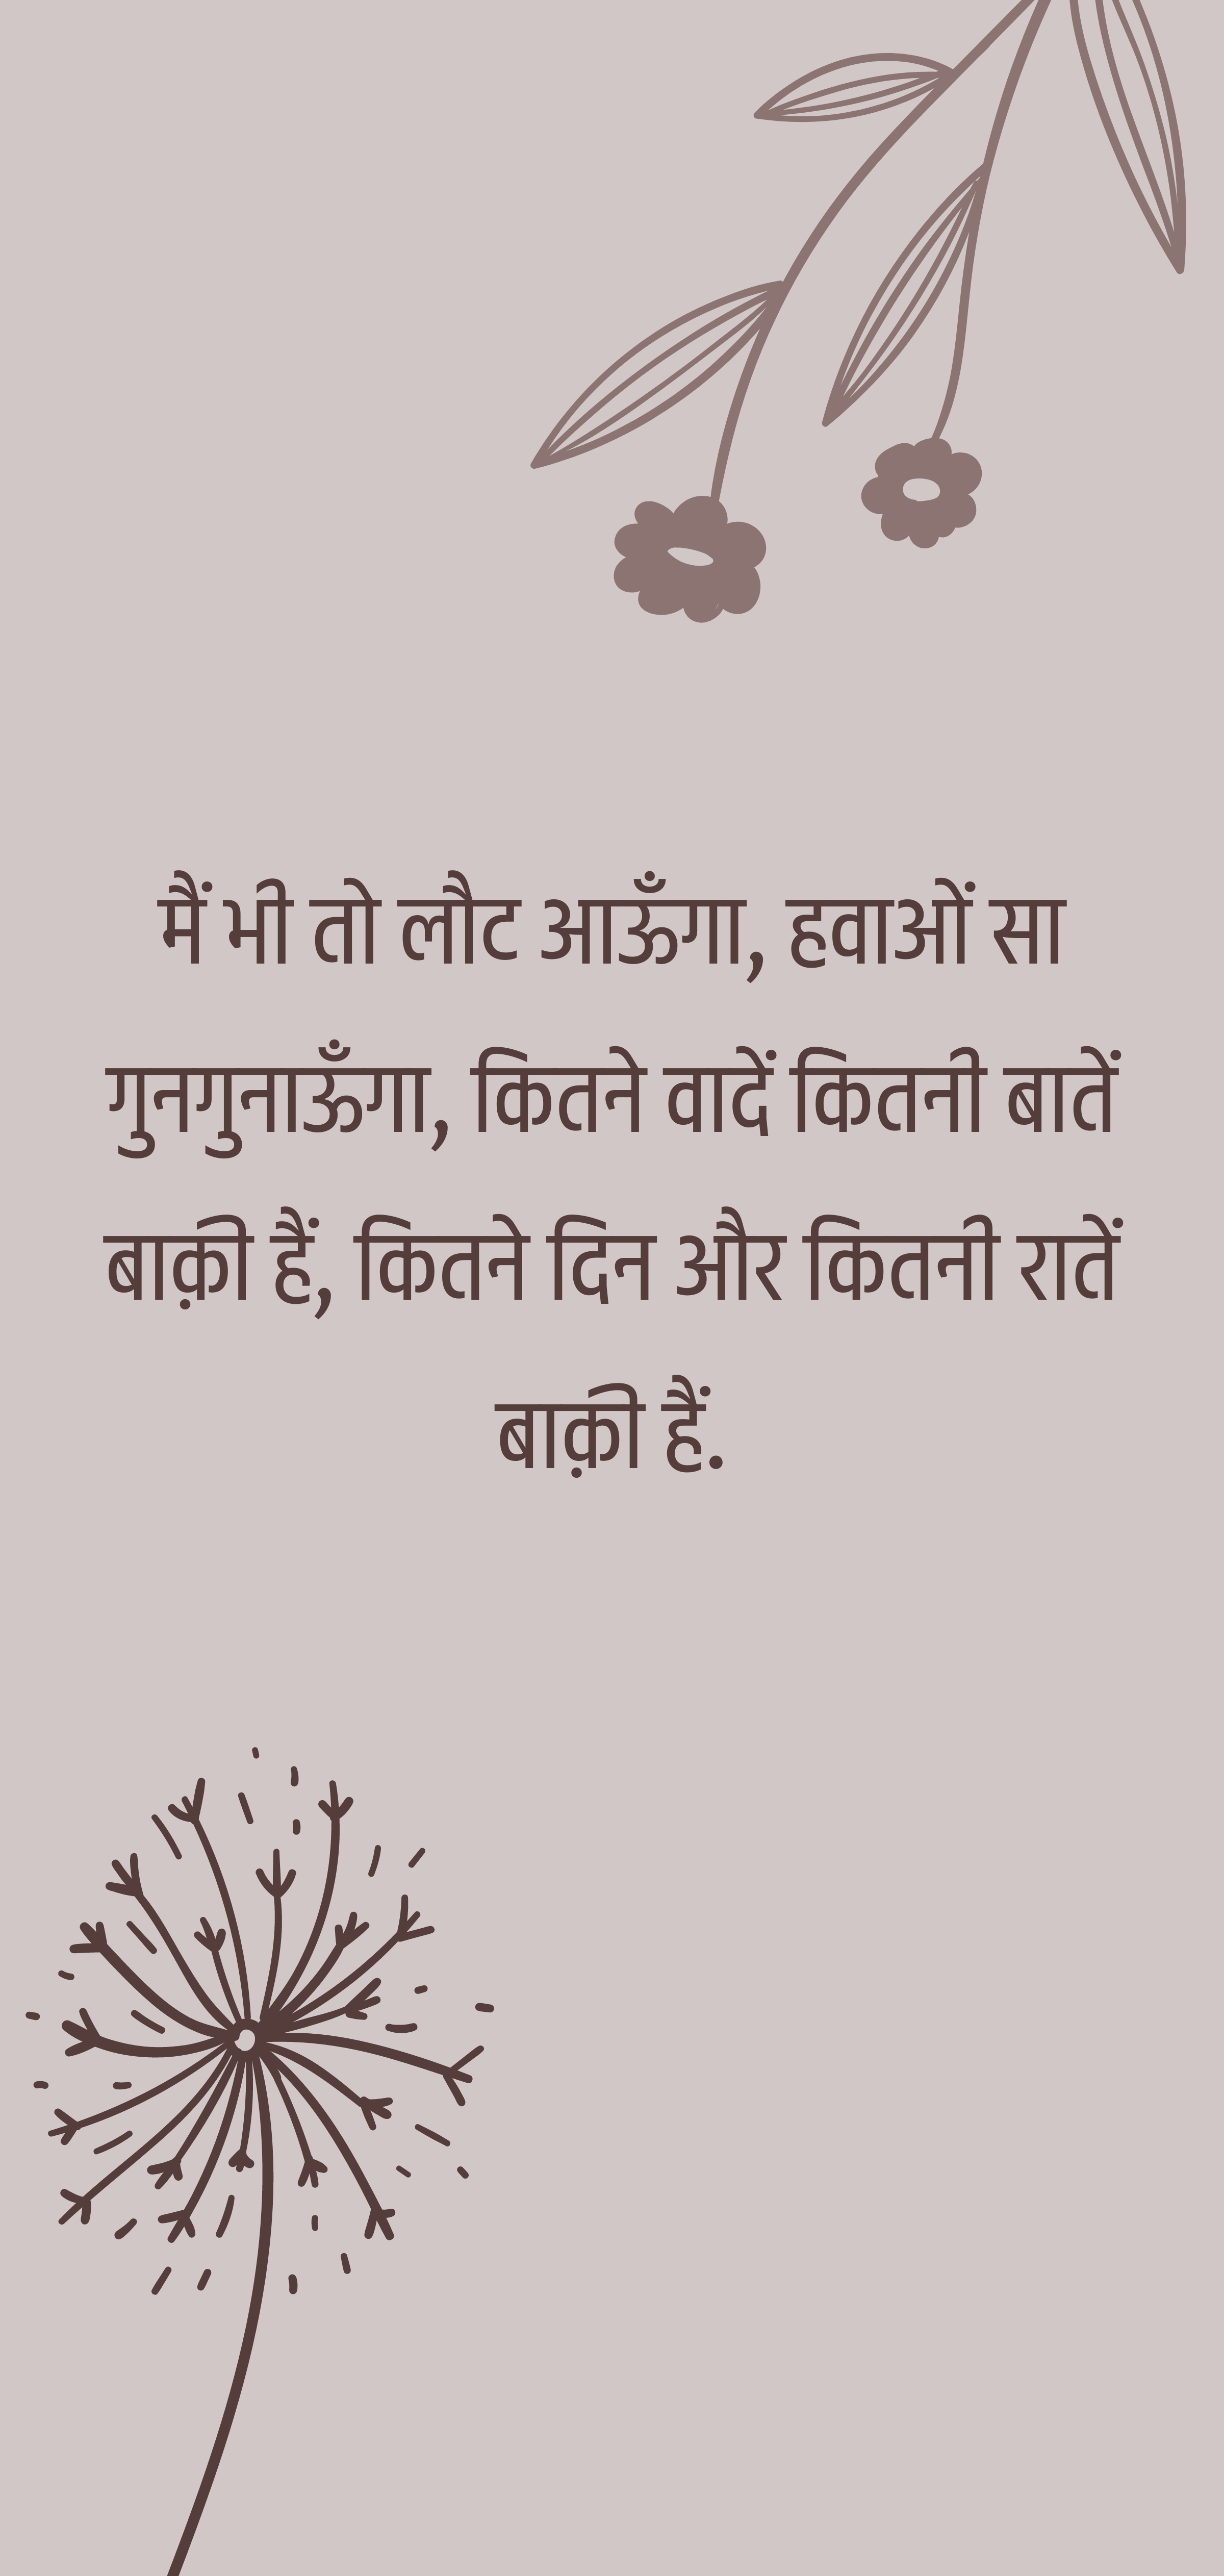 मैं भी तो लौट आऊँगा, हवाओं सा
गुनगुनाऊँगा, कितने वादें कितनी बातें
बाक़ी हैं, कितने दिन और कितनी रातें
बाक़ी हैं.